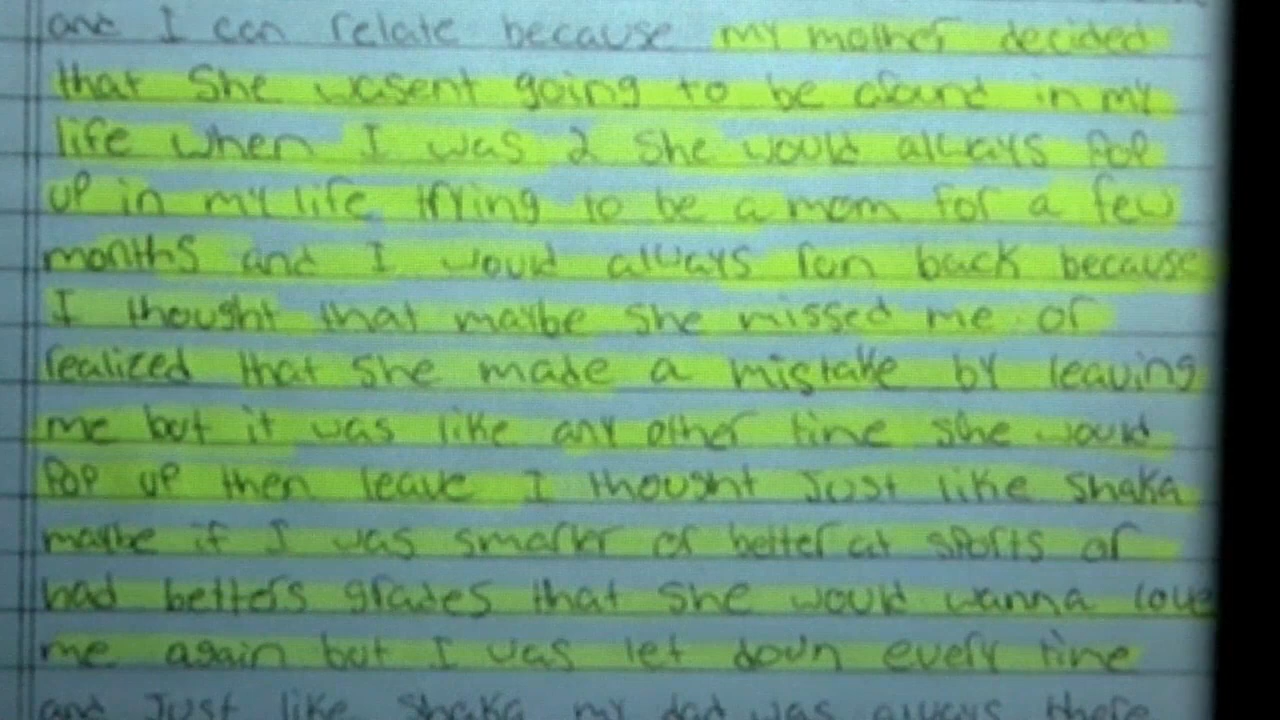 and I can relate because my mother decided
that she wasent going to be around in my
life when I was 2 she would always pop
up in my life trying to be a mom for a few
months and I would always run back because
I thought that maybe she missed me or
realized that she made a mistake by leaving
me but it was like any other time she would
pop up then leave I thought Just like Shaka
maybe if I was smarter or better at sports or
had betters grades that she would wanna love
me again but I was let down every time
and Just like Shaka my dad was always there